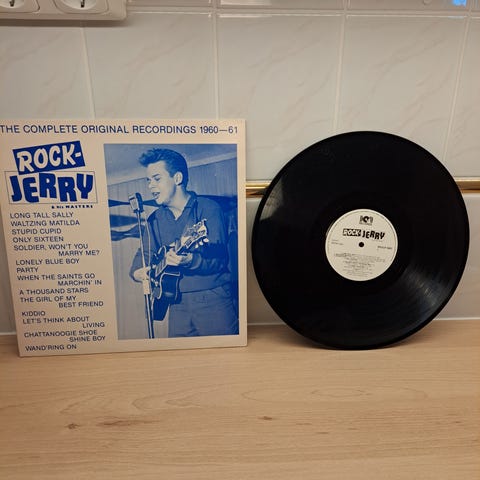 THE COMPLETE ORIGINAL RECORDINGS 1960—61
ROCK-
JERRY
& his MASTERS
LONG TALL SALLY
WALTZING MATILDA
STUPID CUPID
ONLY SIXTEEN
SOLDIER, WON'T YOU
MARRY ME?
LONELY BLUE BOY
PARTY
WHEN THE SAINTS GO
MARCHIN' IN
A THOUSAND STARS
THE GIRL OF MY
BEST FRIEND
KIDDIO
LET'S THINK ABOUT
LIVING
CHATTANOOGIE SHOE
SHINE BOY
WAND'RING ON
ROCK-JERRY